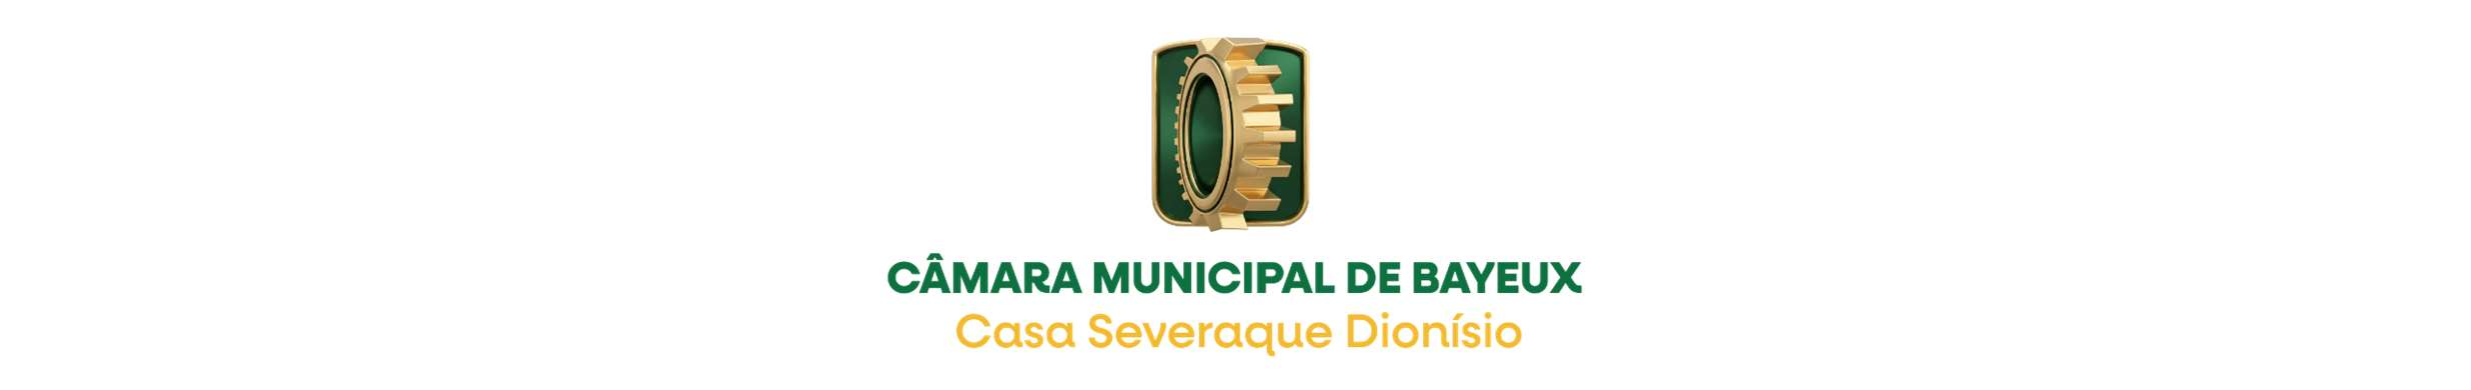 CÂMARA MUNICIPAL DE BAYEUX
Casa Severaque Dionísio